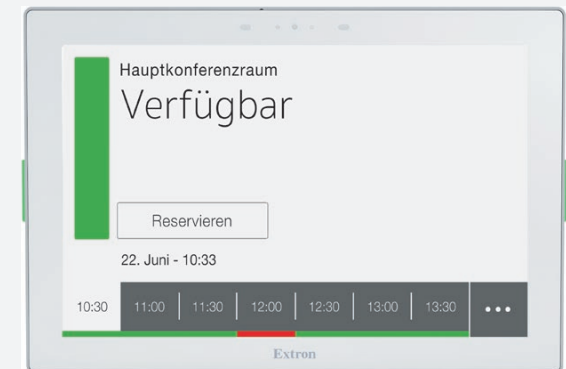 Hauptkonferenzraum
Verfügbar
Reservieren
22. Juni - 10:33
10:30 11:00 11:30 12:00 12:30 13:00 13:30
Extron